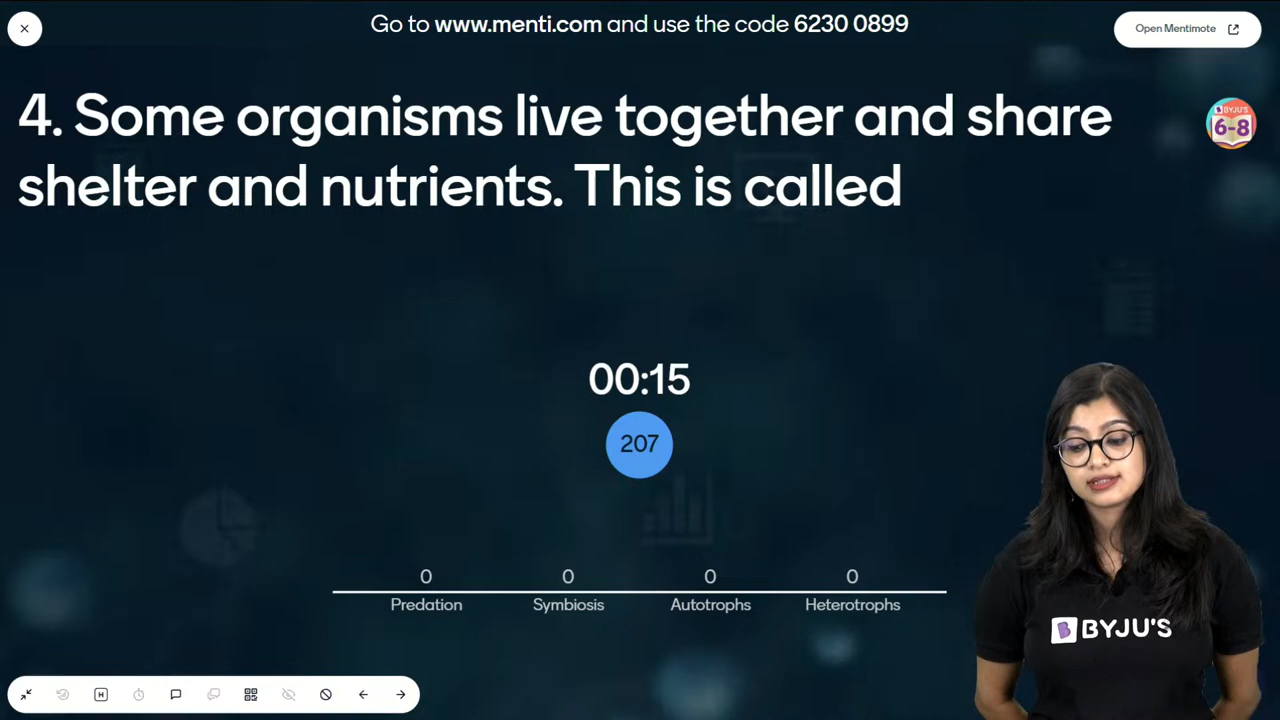 Go to www.menti.com and use the code 6230 0899
Open Mentimote
4. Some organisms live together and share
shelter and nutrients. This is called
BYJU'S
6-8
00:15
207
0 0 0 0
Predation Symbiosis Autotrophs Heterotrophs
BYJU'S
H